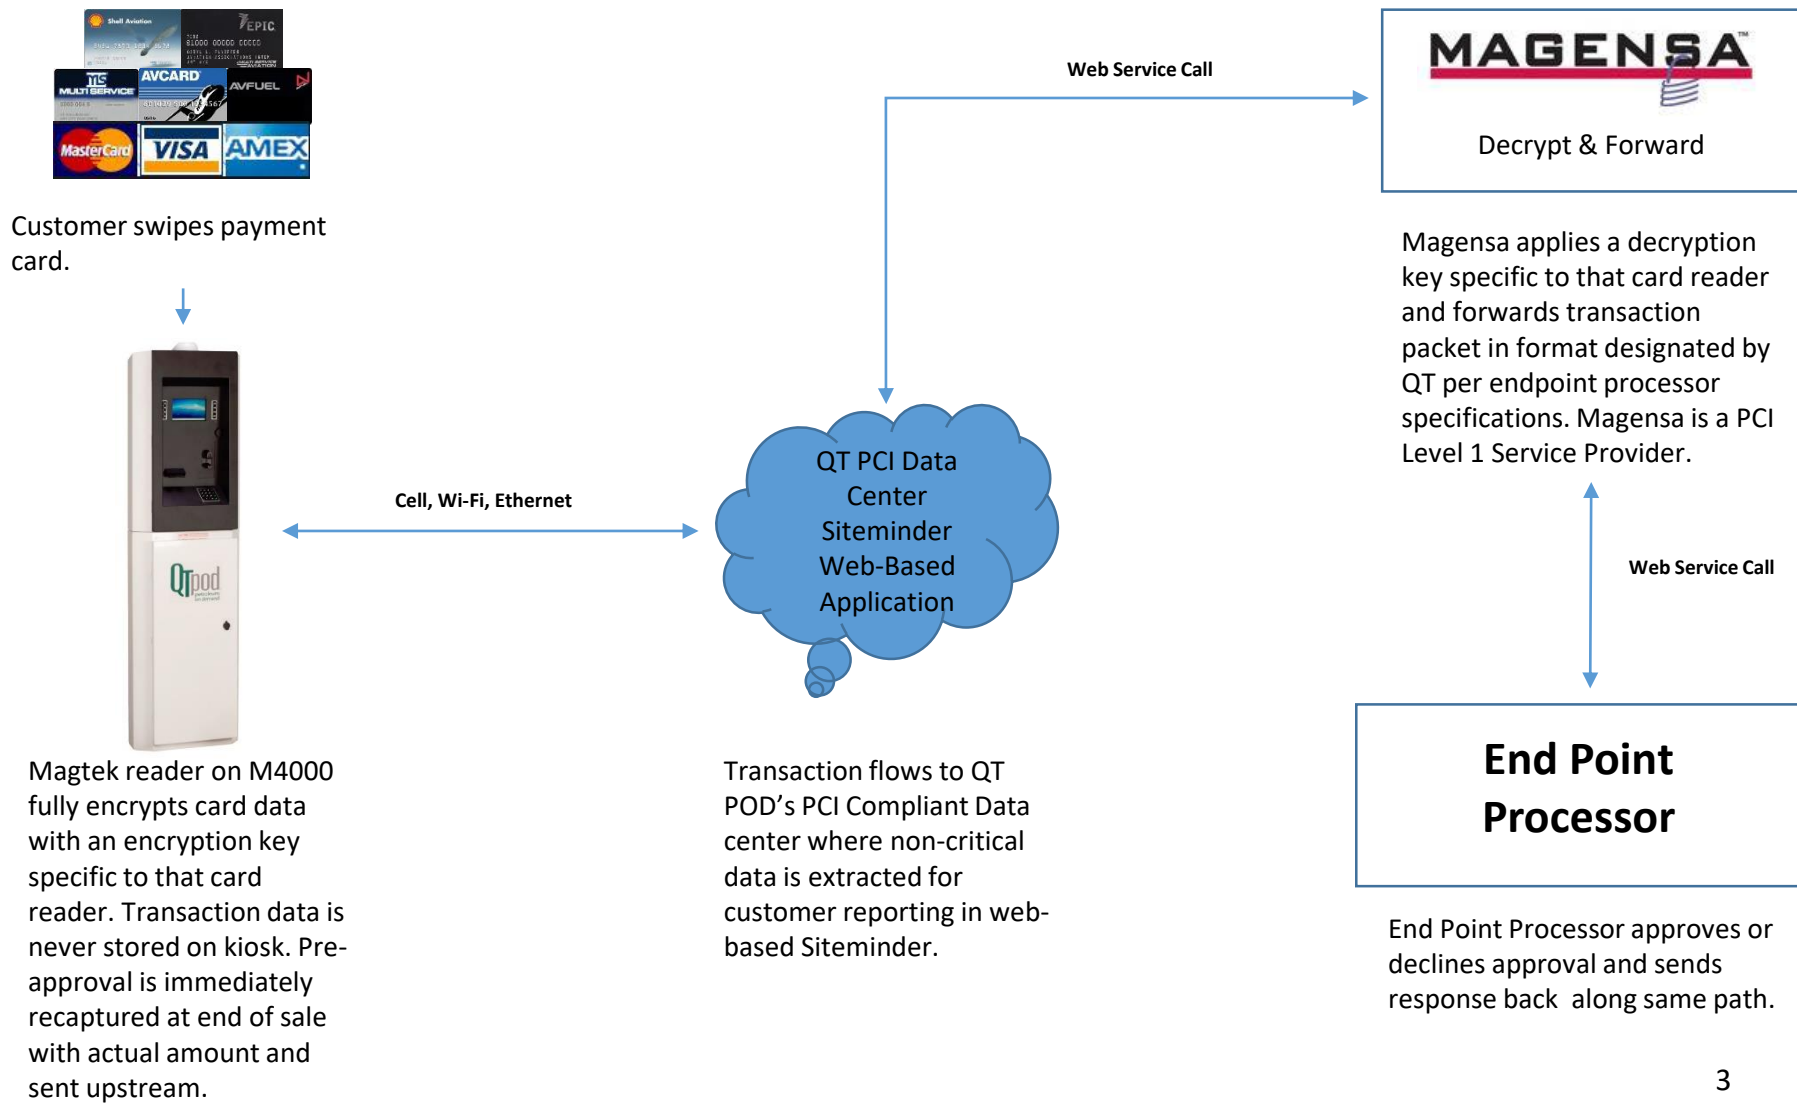 Shell Aviation
EPIC
MULTI SERVICE
AVCARD
AVFUEL
MasterCard
VISA
AMEX
Customer swipes payment
card.
QTpod
Magtek reader on M4000
fully encrypts card data
with an encryption key
specific to that card
reader. Transaction data is
never stored on kiosk. Pre-
approval is immediately
recaptured at end of sale
with actual amount and
sent upstream.
Cell, Wi-Fi, Ethernet
QT PCI Data
Center
Siteminder
Web-Based
Application
Transaction flows to QT
POD’s PCI Compliant Data
center where non-critical
data is extracted for
customer reporting in web-
based Siteminder.
Web Service Call
MAGENSA™
Decrypt & Forward
Magensa applies a decryption
key specific to that card reader
and forwards transaction
packet in format designated by
QT per endpoint processor
specifications. Magensa is a PCI
Level 1 Service Provider.
Web Service Call
End Point
Processor
End Point Processor approves or
declines approval and sends
response back  along same path.
3